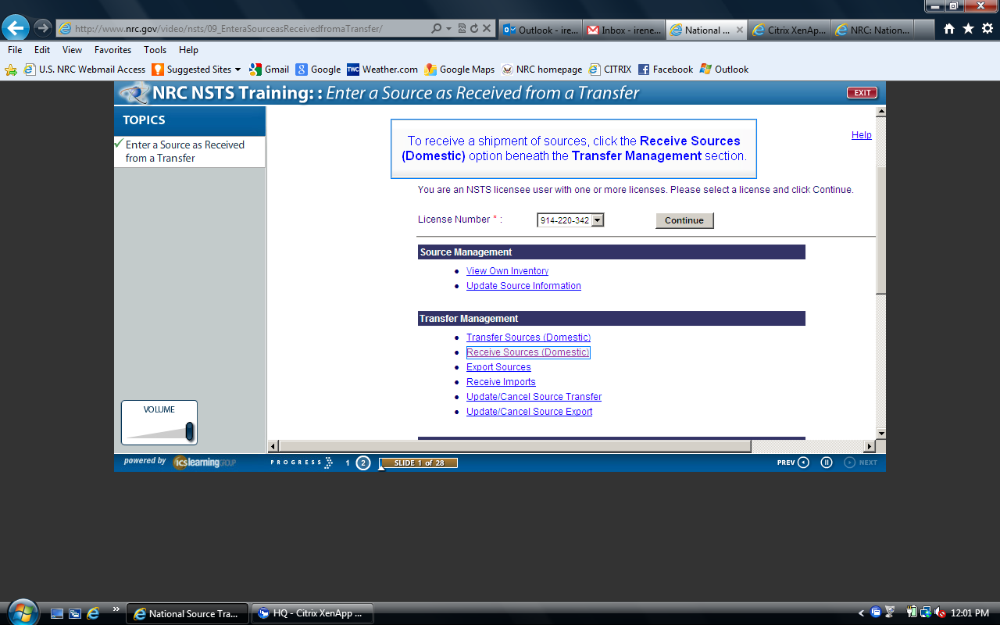 http://www.nrc.gov/video/nsts/09_EnteraSourceasReceivedfromaTransfer/
Outlook - ire...
Inbox - irene...
National ...
Citrix XenAp...
NRC: Nation...
File Edit View Favorites Tools Help
U.S. NRC Webmail Access Suggested Sites Gmail Google TWC Weather.com Google Maps NRC homepage CITRIX Facebook Outlook
NRC NSTS Training: : Enter a Source as Received from a Transfer
EXIT
TOPICS
Enter a Source as Received
from a Transfer
To receive a shipment of sources, click the Receive Sources
(Domestic) option beneath the Transfer Management section.
Help
You are an NSTS licensee user with one or more licenses. Please select a license and click Continue.
License Number * : 914-220-342 Continue
Source Management
View Own Inventory
Update Source Information
Transfer Management
Transfer Sources (Domestic)
Receive Sources (Domestic)
Export Sources
Receive Imports
Update/Cancel Source Transfer
Update/Cancel Source Export
VOLUME
powered by icslearningGROUP PROGRESS 1 2 SLIDE 1 of 28 PREV NEXT
National Source Tra... HQ - Citrix XenApp ... 12:01 PM